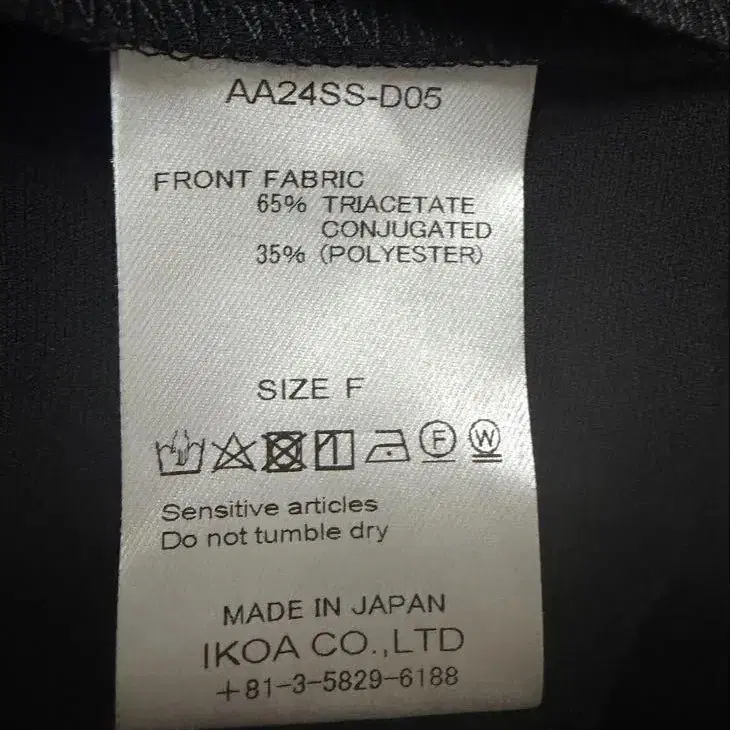 AA24SS-D05
FRONT FABRIC
65% TRIACETATE
CONJUGATED
35% (POLYESTER)
SIZE F
F W
Sensitive articles
Do not tumble dry
MADE IN JAPAN
IKOA CO.,LTD
+81-3-5829-6188